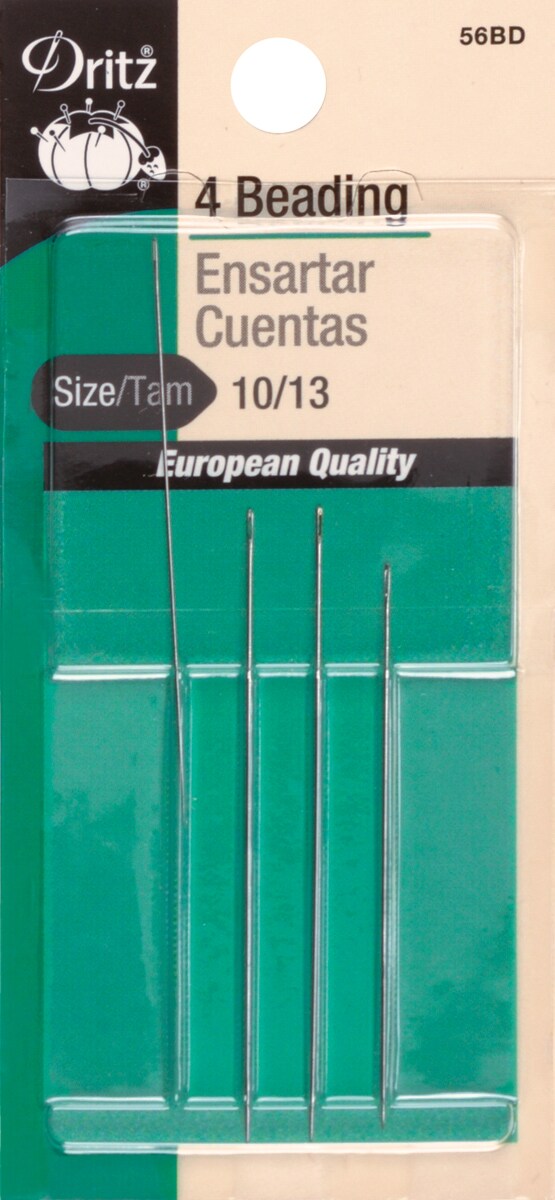 56BD
Dritz®
®
4 Beading
Ensartar
Cuentas
Size/Tam 10/13
European Quality